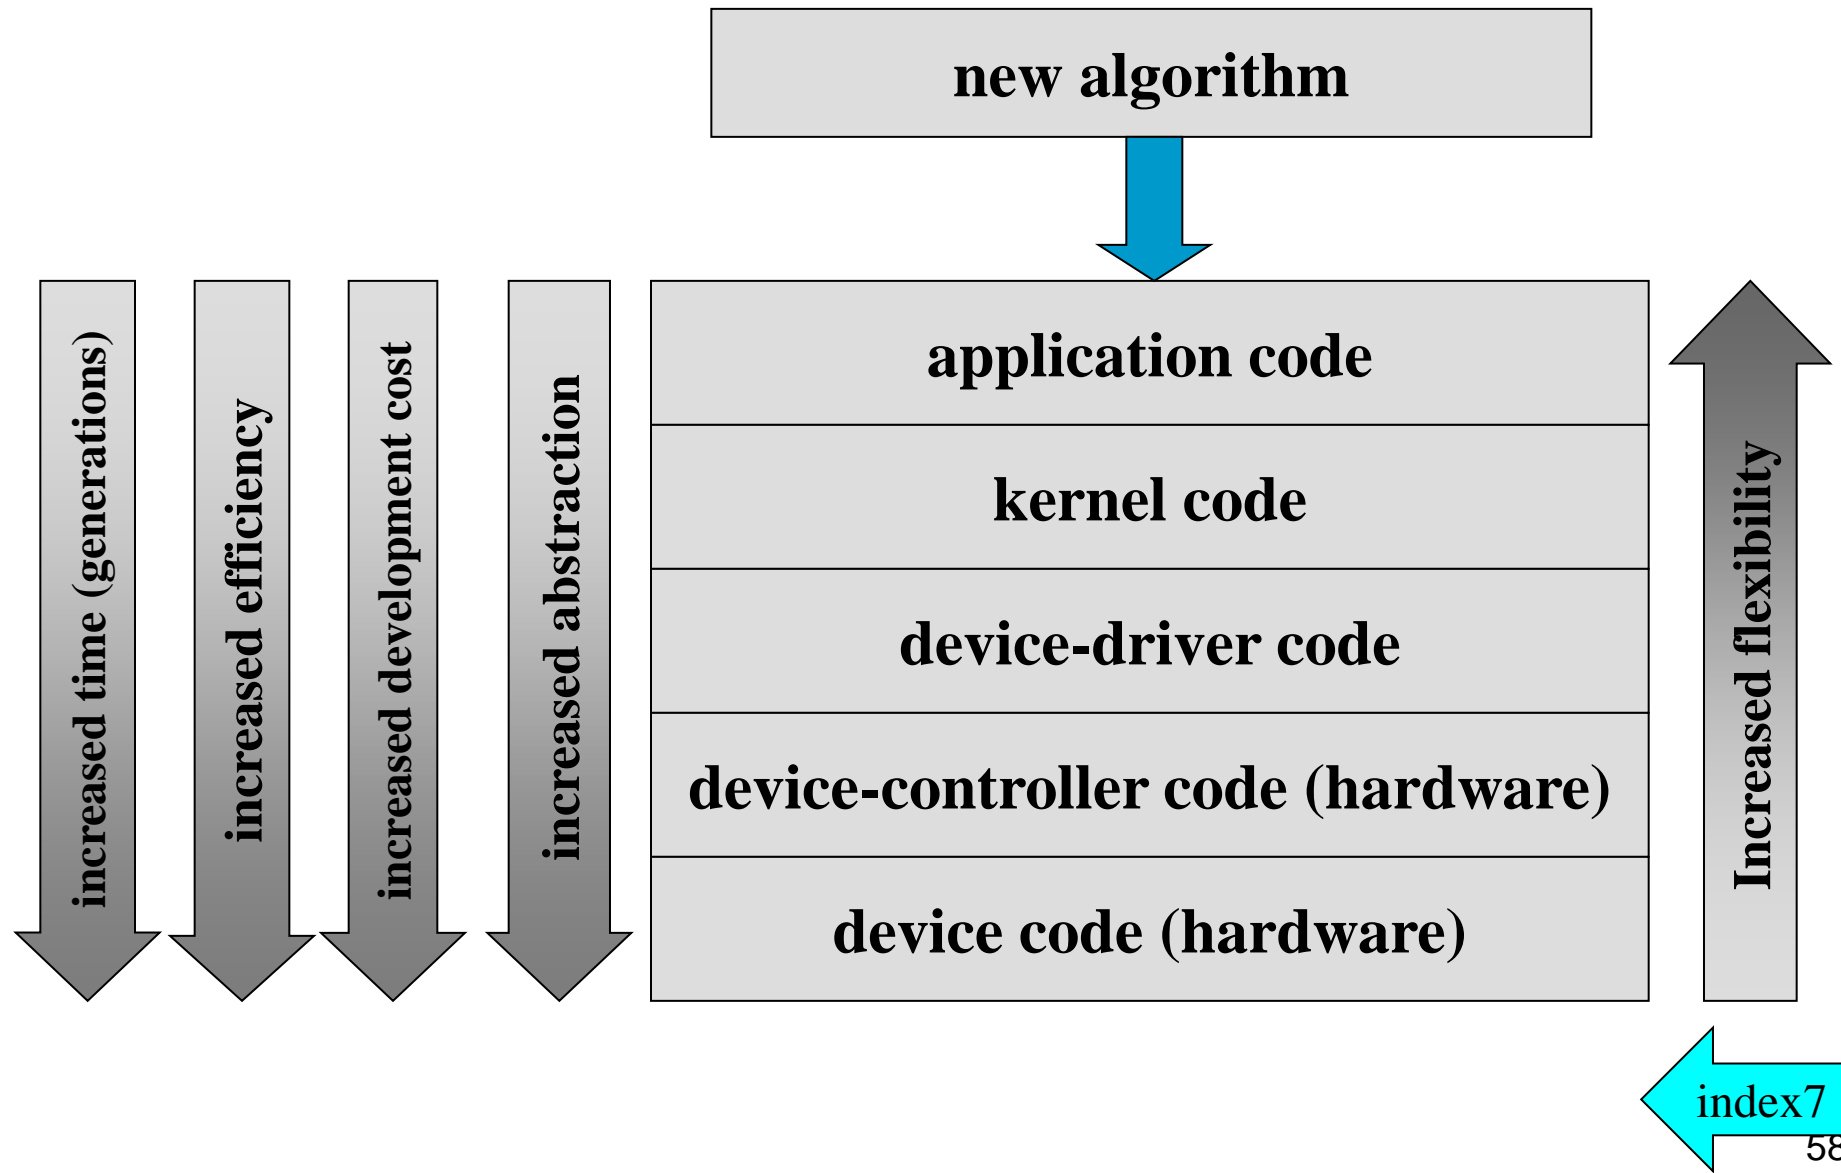 new algorithm
increased time (generations)
increased efficiency
increased development cost
increased abstraction
application code
kernel code
device-driver code
device-controller code (hardware)
device code (hardware)
Increased flexibility
index7
58